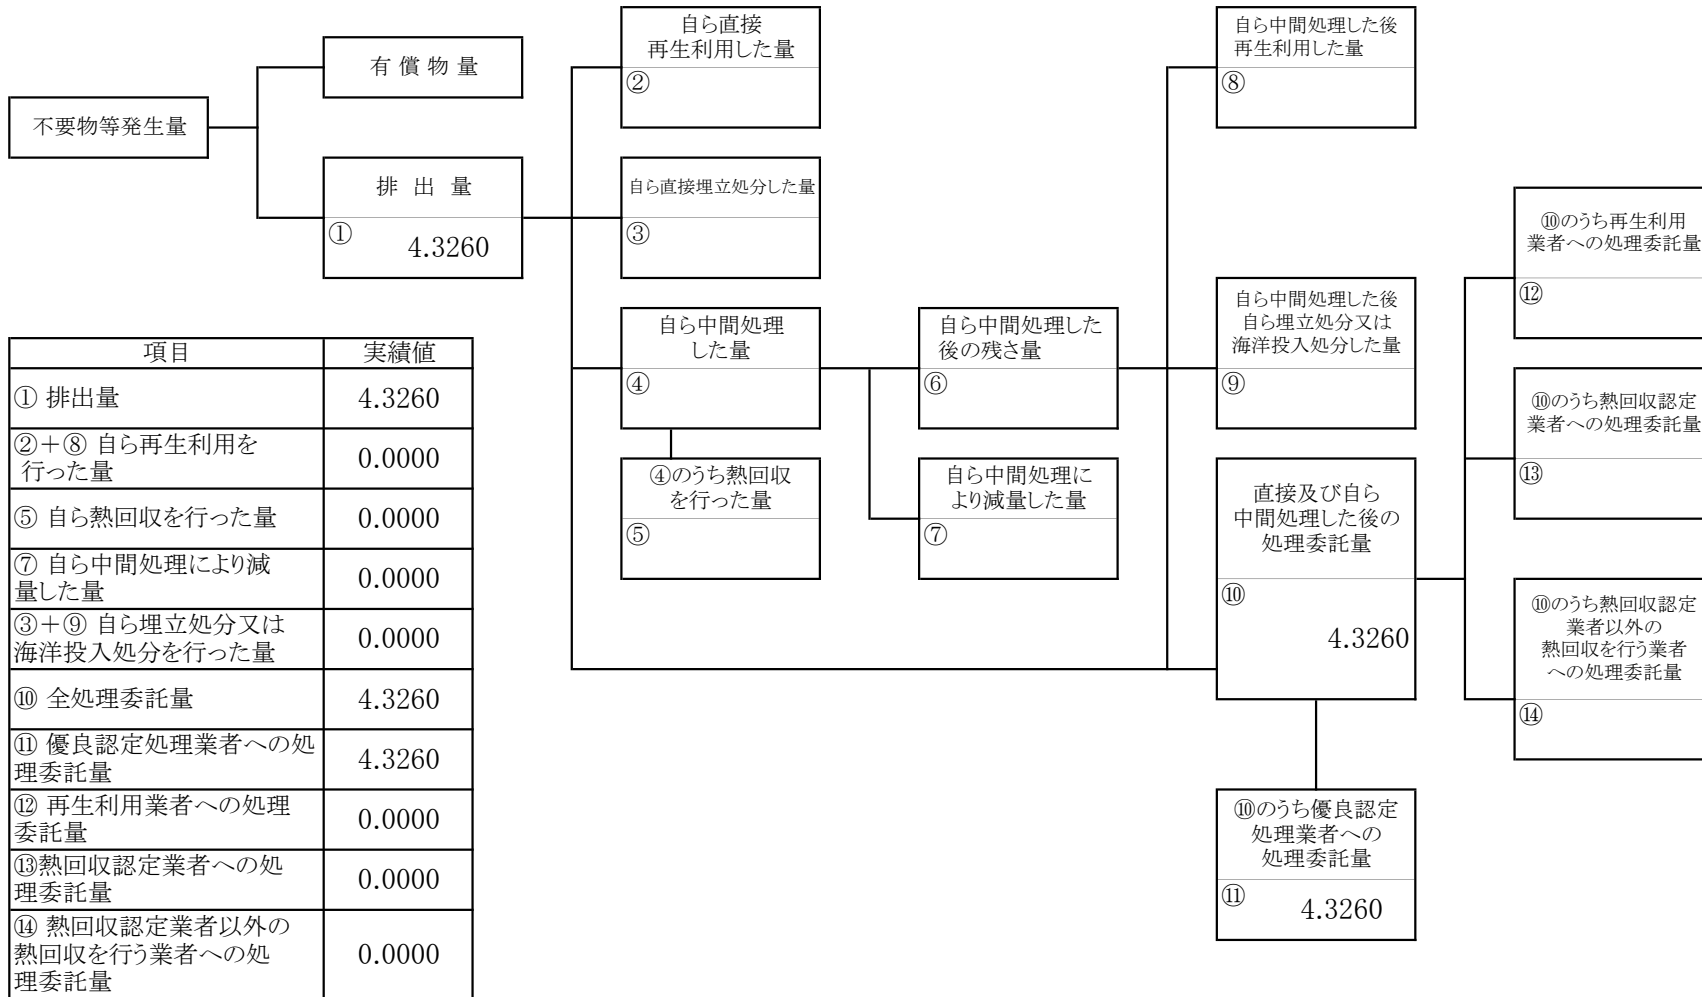 不要物等発生量
有 償 物 量
排 出 量
① 4.3260
自ら直接
再生利用した量
②
自ら直接埋立処分した量
③
自ら中間処理
した量
④
④のうち熱回収
を行った量
⑤
自ら中間処理した
後の残さ量
⑥
自ら中間処理に
より減量した量
⑦
自ら中間処理した後
再生利用した量
⑧
自ら中間処理した後
自ら埋立処分又は
海洋投入処分した量
⑨
直接及び自ら
中間処理した後の
処理委託量
⑩
4.3260
⑩のうち優良認定
処理業者への
処理委託量
⑪ 4.3260
⑩のうち再生利用
業者への処理委託量
⑫
⑩のうち熱回収認定
業者への処理委託量
⑬
⑩のうち熱回収認定
業者以外の
熱回収を行う業者
への処理委託量
⑭
項目 実績値
① 排出量 4.3260
②+⑧ 自ら再生利用を
行った量 0.0000
⑤ 自ら熱回収を行った量 0.0000
⑦ 自ら中間処理により減
量した量 0.0000
③+⑨ 自ら埋立処分又は
海洋投入処分を行った量 0.0000
⑩ 全処理委託量 4.3260
⑪ 優良認定処理業者への処
理委託量 4.3260
⑫ 再生利用業者への処理
委託量 0.0000
⑬熱回収認定業者への処
理委託量 0.0000
⑭ 熱回収認定業者以外の
熱回収を行う業者への処
理委託量 0.0000